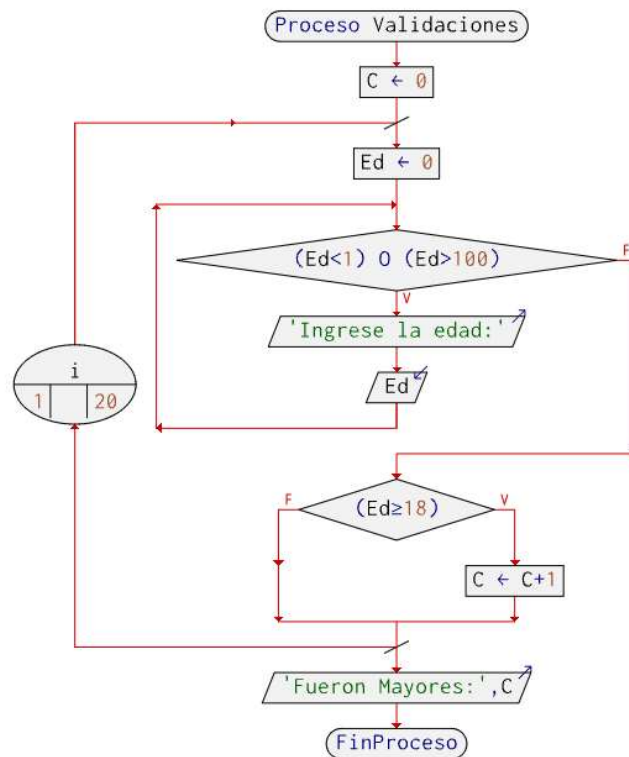 Proceso Validaciones
C ← 0
Ed ← 0
(Ed<1) O (Ed>100)
F
V
'Ingrese la edad:'
i
1 20
Ed
(Ed≥18)
F
V
C ← C+1
'Fueron Mayores:',C
FinProceso